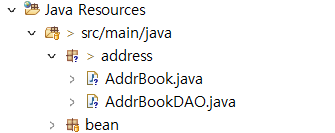 Java Resources
src/main/java
address
AddrBook.java
AddrBookDAO.java
bean